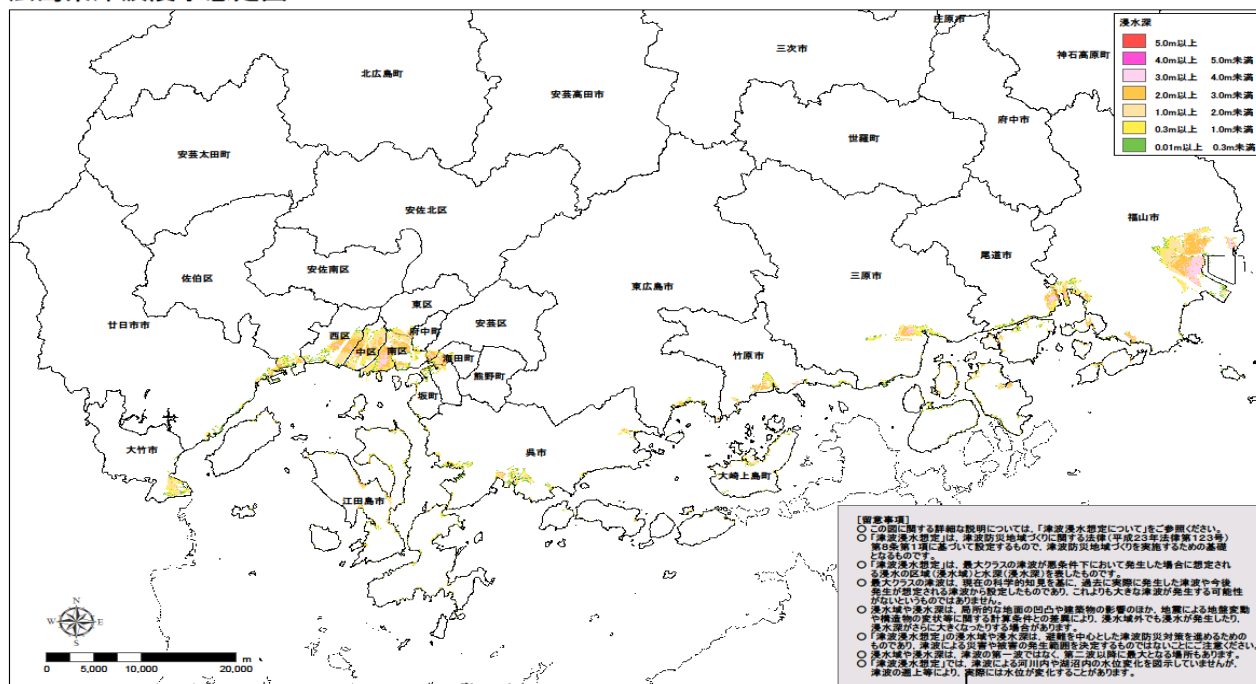 浸水深
5.0m以上
4.0m以上 5.0m未満
3.0m以上 4.0m未満
2.0m以上 3.0m未満
1.0m以上 2.0m未満
0.3m以上 1.0m未満
0.01m以上 0.3m未満
庄原市
三次市
神石高原町
北広島町
安芸高田市
府中市
世羅町
安芸太田町
安佐北区
福山市
尾道市
安佐南区
佐伯区
三原市
東広島市
東区
廿日市市
安芸区
府中町
西区
中区 南区
海田町
竹原市
熊野町
坂町
大竹市
呉市
大崎上島町
江田島市
N
W E
S
m
0 5,000 10,000 20,000
[留意事項]
○ この図に関する詳細な説明については、「津波浸水想定について」をご参照ください。
○ 「津波浸水想定」は、津波防災地域づくりに関する法律(平成23年法律第123号)
第8条第1項に基づいて設定するもので、津波防災地域づくりを実施するための基礎
となるものです。
○ 「津波浸水想定」は、最大クラスの津波が悪条件下において発生した場合に想定され
る浸水の区域(浸水域)と水深(浸水深)を表したものです。
○ 最大クラスの津波は、現在の科学的知見を基に、過去に実際に発生した津波や今後
発生が想定される津波から設定したものであり、これよりも大きな津波が発生する可能性
がないというものではありません。
○ 浸水域や浸水深は、局所的な地面の凹凸や建築物の影響のほか、地震による地盤変動
や構造物の変状等に関する計算条件との差異により、浸水域外でも浸水が発生したり、
浸水深がさらに大きくなったりする場合があります。
○ 「津波浸水想定」の浸水域や浸水深は、避難を中心とした津波防災対策を進めるための
ものであり、津波による災害や被害の発生範囲を決定するものではないことにご注意ください。
○ 浸水域や浸水深は、津波の第一波ではなく、第二波以降に最大となる場所もあります。
○ 「津波浸水想定」では、津波による河川内や湖沼内の水位変化を図示していませんが、
津波の遡上等により、実際には水位が変化することがあります。